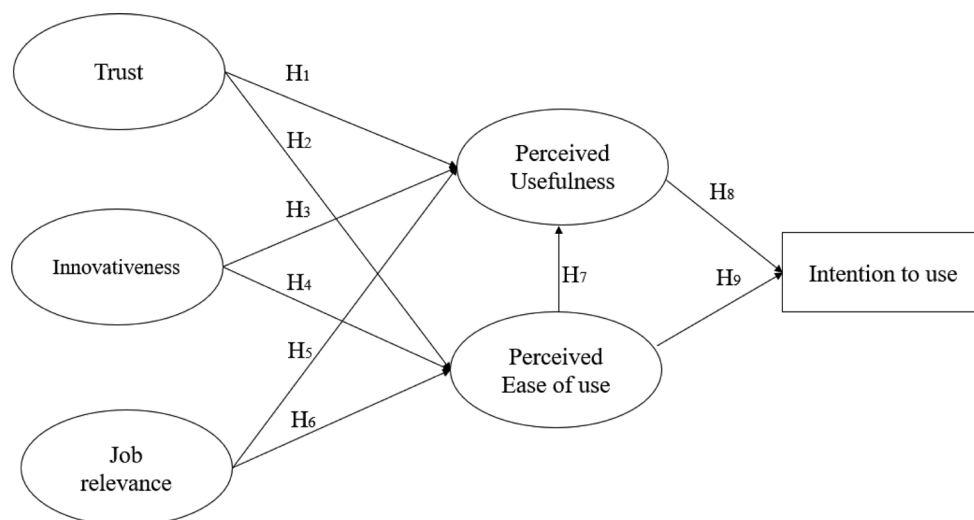 Trust
H1
H2
Perceived
Usefulness
H8
H3
Innovativeness
H4
H7
H9
Intention to use
H5
Perceived
Ease of use
H6
Job
relevance